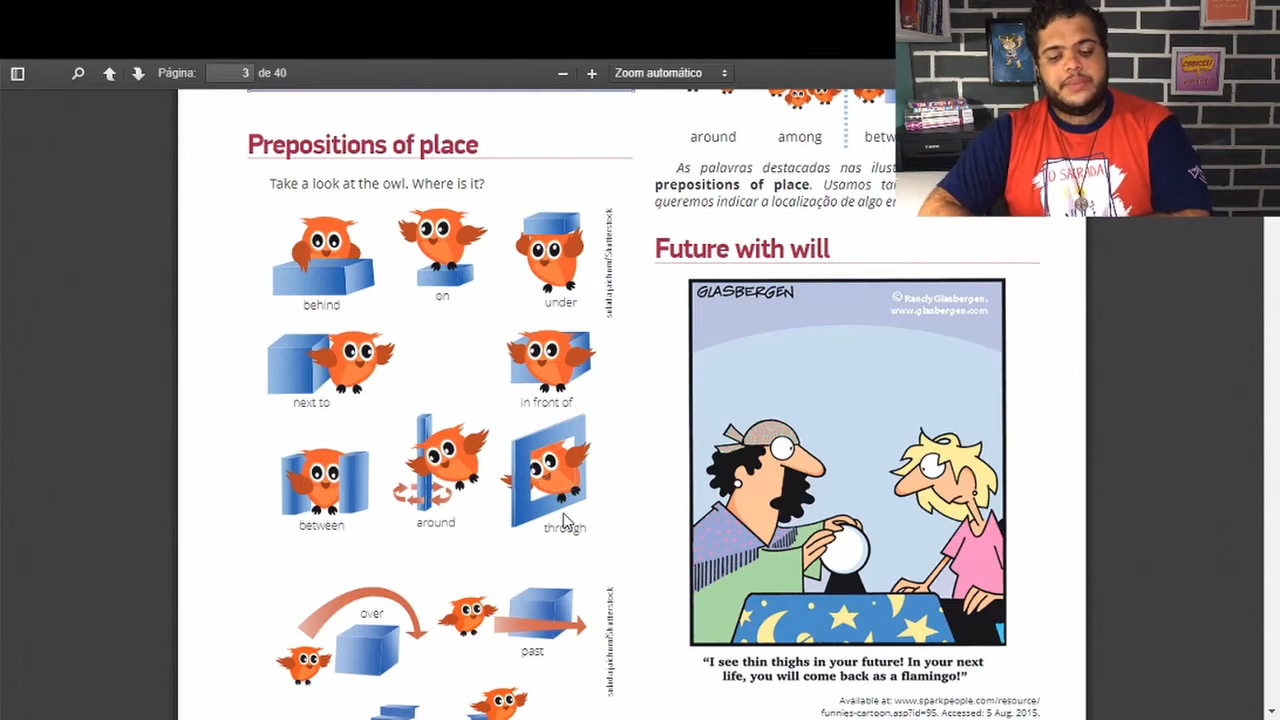 Página: 3 de 40
Zoom automático
Prepositions of place
Take a look at the owl. Where is it?
behind
on
under
sulada jaichum/Shutterstock
next to
in front of
between
around
through
over
past
around among
As palavras destacadas nas
prepositions of place. Usamos
queremos indicar a localização de algo
Future with will
GLASBERGEN
© Randy Glasbergen.
www.glasbergen.com
“I see thin thighs in your future! In your next
life, you will come back as a flamingo!”
Available at: www.sparkpeople.com/resource/
funnies-cartoon.asp?id=95. Accessed: 5 Aug. 2015.